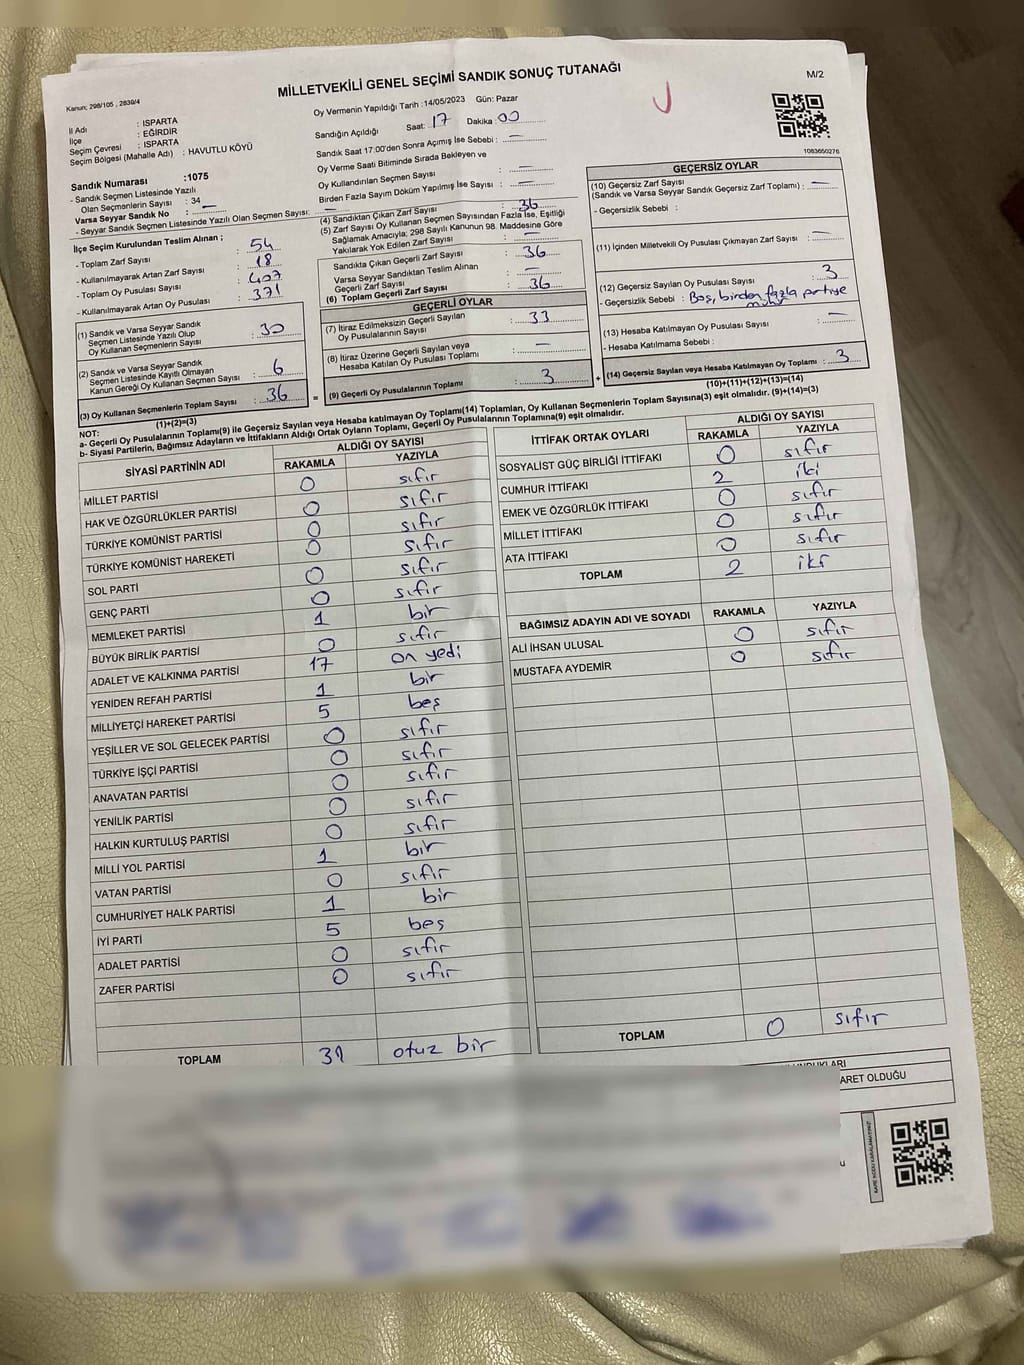 MİLLETVEKİLİ GENEL SEÇİMİ SANDIK SONUÇ TUTANAĞI
M/2
Kanun; 298/105 , 2839/4
Oy Vermenin Yapıldığı Tarih :14/05/2023 Gün: Pazar
İl Adı : ISPARTA
İlçe : EĞİRDİR
Seçim Çevresi : ISPARTA
Seçim Bölgesi (Mahalle Adı) : HAVUTLU KÖYÜ
Sandığın Açıldığı Saat: 17 Dakika : 00
Sandık Saat 17:00'den Sonra Açımış İse Sebebi : —
Oy Verme Saati Bitiminde Sırada Bekleyen ve
Oy Kullandırılan Seçmen Sayısı : —
Birden Fazla Sayım Döküm Yapılmış İse Sayısı : —
1083650276
Sandık Numarası :1075
- Sandık Seçmen Listesinde Yazılı
Olan Seçmenlerin Sayısı : 34
Varsa Seyyar Sandık No : —
- Seyyar Sandık Seçmen Listesinde Yazılı Olan Seçmen Sayısı: —
İlçe Seçim Kurulundan Teslim Alınan ;
- Toplam Zarf Sayısı : 54
- Kullanılmayarak Artan Zarf Sayısı : 18
- Toplam Oy Pusulası Sayısı : 407
- Kullanılmayarak Artan Oy Pusulası : 371
(1) Sandık ve Varsa Seyyar Sandık
Seçmen Listesinde Yazılı Olup
Oy Kullanan Seçmenlerin Sayısı : 30
(2) Sandık ve Varsa Seyyar Sandık
Seçmen Listesinde Kayıtlı Olmayan
Kanun Gereği Oy Kullanan Seçmen Sayısı : 6
(3) Oy Kullanan Seçmenlerin Toplam Sayısı : 36
(1)+(2)=(3)
(4) Sandıktan Çıkan Zarf Sayısı : 36
(5) Zarf Sayısı Oy Kullanan Seçmen Sayısından Fazla İse, Eşitliği
Sağlamak Amacıyla; 298 Sayılı Kanunun 98. Maddesine Göre
Yakılarak Yok Edilen Zarf Sayısı : —
Sandıkta Çıkan Geçerli Zarf Sayısı : 36
Varsa Seyyar Sandıktan Teslim Alınan
Geçerli Zarf Sayısı : —
(6) Toplam Geçerli Zarf Sayısı : 36
GEÇERLİ OYLAR
(7) İtiraz Edilmeksizin Geçerli Sayılan
Oy Pusulalarının Sayısı : 33
(8) İtiraz Üzerine Geçerli Sayılan veya
Hesaba Katılan Oy Pusulası Toplamı : —
= (9) Geçerli Oy Pusulalarının Toplamı : 3
GEÇERSİZ OYLAR
(10) Geçersiz Zarf Sayısı
(Sandık ve Varsa Seyyar Sandık Geçersiz Zarf Toplamı) : —
- Geçersizlik Sebebi :
(11) İçinden Milletvekili Oy Pusulası Çıkmayan Zarf Sayısı : —
(12) Geçersiz Sayılan Oy Pusulası Sayısı : 3
- Geçersizlik Sebebi : Boş, birden fazla partiye
(13) Hesaba Katılmayan Oy Pusulası Sayısı : —
- Hesaba Katılmama Sebebi :
+ (14) Geçersiz Sayılan veya Hesaba Katılmayan Oy Toplamı : 3
(10)+(11)+(12)+(13)=(14)
NOT:
a- Geçerli Oy Pusulalarının Toplamı(9) ile Geçersiz Sayılan veya Hesaba katılmayan Oy Toplamı(14) Toplamları, Oy Kullanan Seçmenlerin Toplam Sayısına(3) eşit olmalıdır. (9)+(14)=(3)
b- Siyasi Partilerin, Bağımsız Adayların ve İttifakların Aldığı Ortak Oyların Toplamı, Geçerli Oy Pusulalarının Toplamına(9) eşit olmalıdır.
SİYASİ PARTİNİN ADI ALDIĞI OY SAYISI
RAKAMLA YAZIYLA
MİLLET PARTİSİ 0 sıfır
HAK VE ÖZGÜRLÜKLER PARTİSİ 0 sıfır
TÜRKİYE KOMÜNİST PARTİSİ 0 sıfır
TÜRKİYE KOMÜNİST HAREKETİ 0 sıfır
SOL PARTİ 0 sıfır
GENÇ PARTİ 0 sıfır
MEMLEKET PARTİSİ 1 bir
BÜYÜK BİRLİK PARTİSİ 0 sıfır
ADALET VE KALKINMA PARTİSİ 17 on yedi
YENİDEN REFAH PARTİSİ 1 bir
MİLLİYETÇİ HAREKET PARTİSİ 5 beş
YEŞİLLER VE SOL GELECEK PARTİSİ 0 sıfır
TÜRKİYE İŞÇİ PARTİSİ 0 sıfır
ANAVATAN PARTİSİ 0 sıfır
YENİLİK PARTİSİ 0 sıfır
HALKIN KURTULUŞ PARTİSİ 0 sıfır
MİLLİ YOL PARTİSİ 1 bir
VATAN PARTİSİ 0 sıfır
CUMHURİYET HALK PARTİSİ 1 bir
İYİ PARTİ 5 beş
ADALET PARTİSİ 0 sıfır
ZAFER PARTİSİ 0 sıfır
TOPLAM 31 otuz bir
İTTİFAK ORTAK OYLARI ALDIĞI OY SAYISI
RAKAMLA YAZIYLA
SOSYALİST GÜÇ BİRLİĞİ İTTİFAKI 0 sıfır
CUMHUR İTTİFAKI 2 iki
EMEK VE ÖZGÜRLÜK İTTİFAKI 0 sıfır
MİLLET İTTİFAKI 0 sıfır
ATA İTTİFAKI 0 sıfır
TOPLAM 2 iki
BAĞIMSIZ ADAYIN ADI VE SOYADI RAKAMLA YAZIYLA
ALİ İHSAN ULUSAL 0 sıfır
MUSTAFA AYDEMİR 0 sıfır
TOPLAM 0 sıfır
ARET OLDUĞU